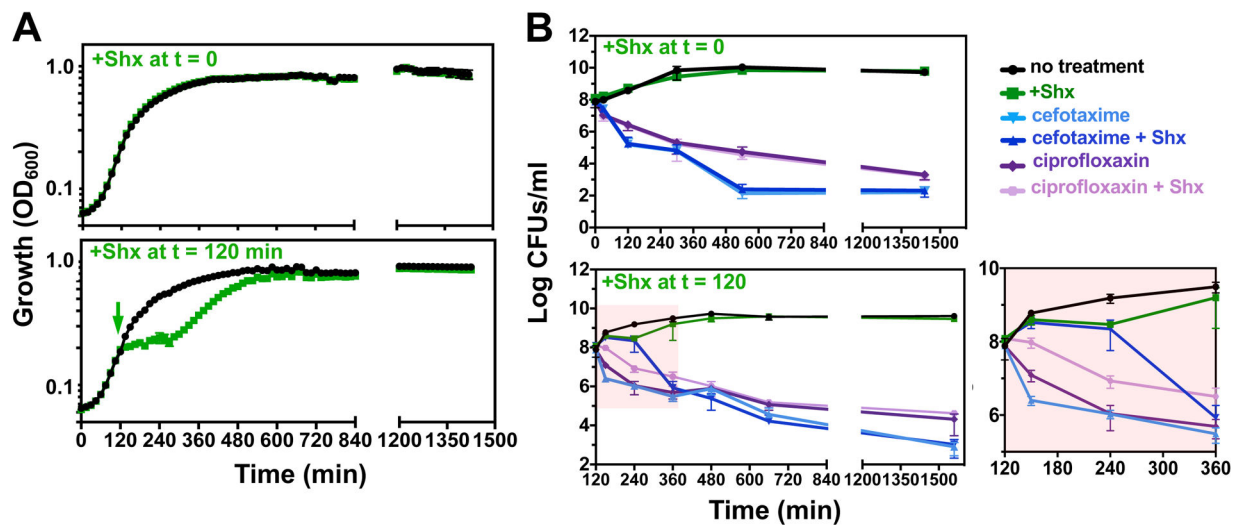 A
B
+Shx at t = 0
1.0
0.1
+Shx at t = 120 min
1.0
0.1
0 120 240 360 480 600 720 840 1200 1500
Growth (OD600)
Time (min)
+Shx at t = 0
12
10
8
6
4
2
0
0 120 240 360 480 600 720 840 1200 1500
+Shx at t = 120
12
10
8
6
4
2
120 240 360 480 600 720 840 1200 1500
Log CFUs/ml
Time (min)
10
8
6
120 180 240 300 360
no treatment
+Shx
cefotaxime
cefotaxime + Shx
ciprofloxaxin
ciprofloxaxin + Shx